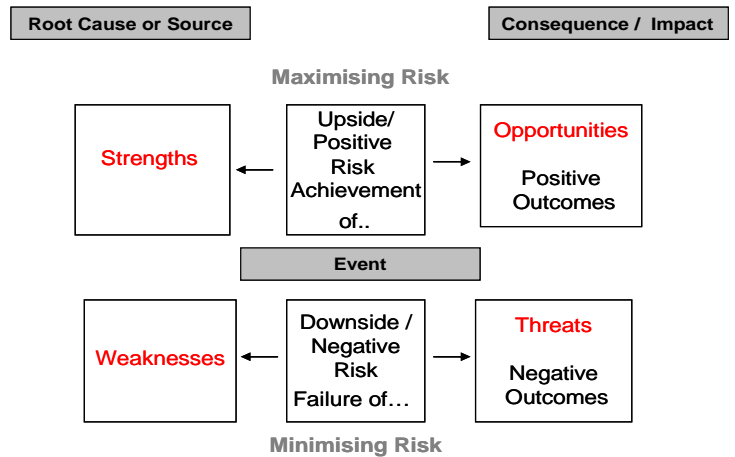 Root Cause or Source
Consequence / Impact
Maximising Risk
Strengths
Upside/
Positive
Risk
Achievement
of..
Opportunities
Positive
Outcomes
Event
Weaknesses
Downside /
Negative
Risk
Failure of…
Threats
Negative
Outcomes
Minimising Risk